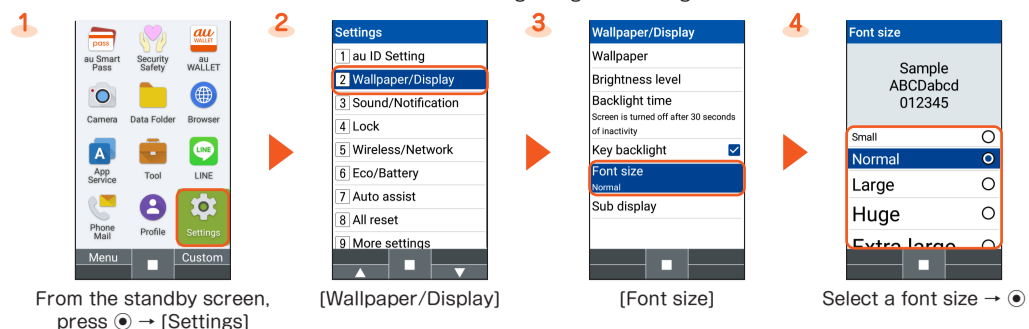 1
pass
au Smart
Pass
Security
Safety
au
WALLET
au
WALLET
Camera
Data Folder
Browser
A
App
Service
Tool
LINE
LINE
Phone
Mail
Profile
Settings
Menu
Custom
From the standby screen,
press ◉ → [Settings]
2
Settings
1 au ID Setting
2 Wallpaper/Display
3 Sound/Notification
4 Lock
5 Wireless/Network
6 Eco/Battery
7 Auto assist
8 All reset
9 More settings
[Wallpaper/Display]
3
Wallpaper/Display
Wallpaper
Brightness level
Backlight time
Screen is turned off after 30 seconds
of inactivity
Key backlight
Font size
Normal
Sub display
[Font size]
4
Font size
Sample
ABCDabcd
012345
Small
Normal
Large
Huge
Extra large
Select a font size → ◉